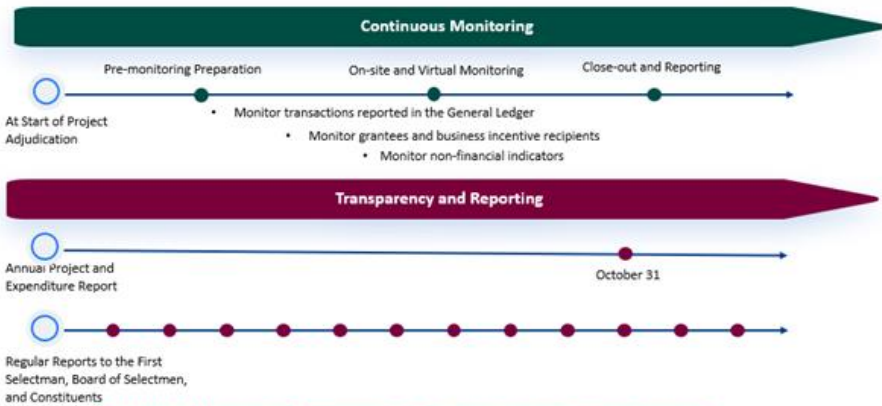 Continuous Monitoring
Pre-monitoring Preparation
On-site and Virtual Monitoring
Close-out and Reporting
At Start of Project
Adjudication
• Monitor transactions reported in the General Ledger
• Monitor grantees and business incentive recipients
• Monitor non-financial indicators
Transparency and Reporting
Annual Project and
Expenditure Report
October 31
Regular Reports to the First
Selectman, Board of Selectmen,
and Constituents